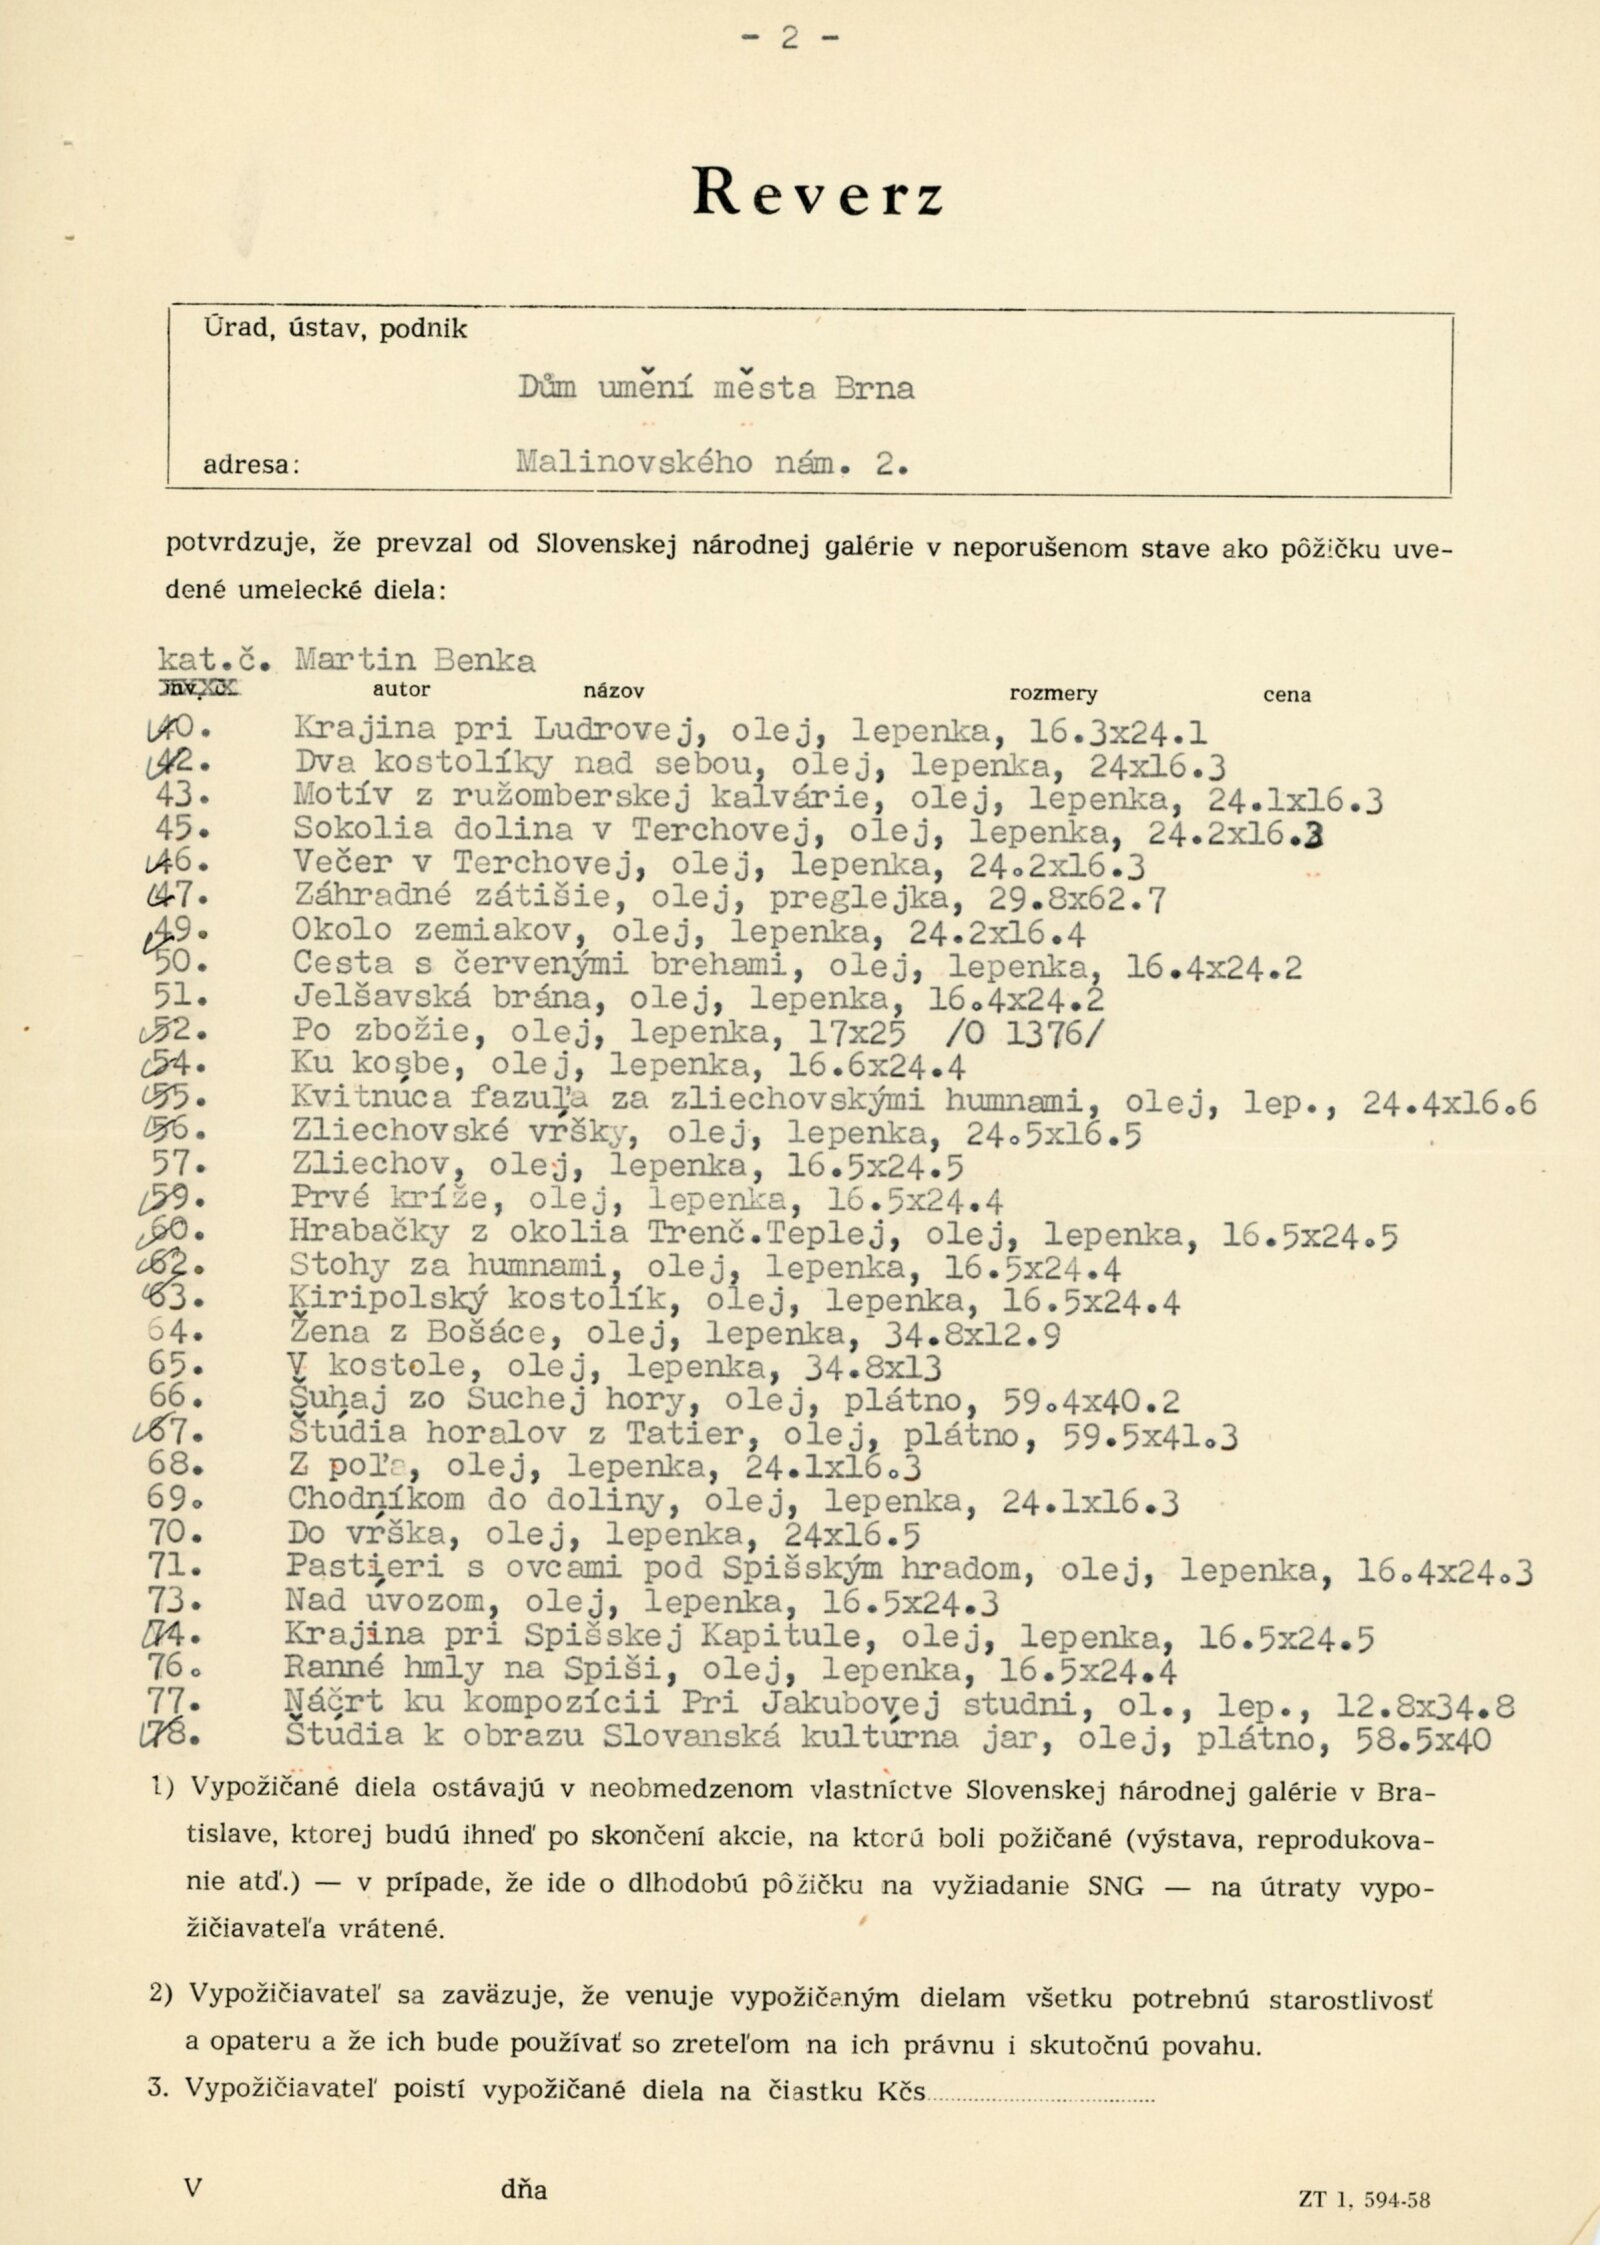 - 2 -
Reverz
Úrad, ústav, podnik
Dům umění města Brna
adresa: Malinovského nám. 2.
potvrdzuje, že prevzal od Slovenskej národnej galérie v neporušenom stave ako pôžičku uve-
dené umelecké diela:
kat.č. Martin Benka
autor názov rozmery cena
40. Krajina pri Ludrovej, olej, lepenka, 16.3x24.1
42. Dva kostolíky nad sebou, olej, lepenka, 24x16.3
43. Motív z ružomberskej kalvárie, olej, lepenka, 24.1x16.3
45. Sokolia dolina v Terchovej, olej, lepenka, 24.2x16.3
46. Večer v Terchovej, olej, lepenka, 24.2x16.3
47. Záhradné zátišie, olej, preglejka, 29.8x62.7
49. Okolo zemiakov, olej, lepenka, 24.2x16.4
50. Cesta s červenými brehami, olej, lepenka, 16.4x24.2
51. Jelšavská brána, olej, lepenka, 16.4x24.2
52. Po zbožie, olej, lepenka, 17x25 /O 1376/
54. Ku kosbe, olej, lepenka, 16.6x24.4
55. Kvitnúca fazuľa za zliechovskými humnami, olej, lep., 24.4x16.6
56. Zliechovské vŕšky, olej, lepenka, 24.5x16.5
57. Zliechov, olej, lepenka, 16.5x24.5
59. Prvé kríže, olej, lepenka, 16.5x24.4
60. Hrabačky z okolia Trenč.Teplej, olej, lepenka, 16.5x24.5
62. Stohy za humnami, olej, lepenka, 16.5x24.4
63. Kiripolský kostolík, olej, lepenka, 16.5x24.4
64. Žena z Bošáce, olej, lepenka, 34.8x12.9
65. V kostole, olej, lepenka, 34.8x13
66. Šuhaj zo Suchej hory, olej, plátno, 59.4x40.2
67. Štúdia horalov z Tatier, olej, plátno, 59.5x41.3
68. Z poľa, olej, lepenka, 24.1x16.3
69. Chodníkom do doliny, olej, lepenka, 24.1x16.3
70. Do vŕška, olej, lepenka, 24x16.5
71. Pastieri s ovcami pod Spišským hradom, olej, lepenka, 16.4x24.3
73. Nad úvozom, olej, lepenka, 16.5x24.3
74. Krajina pri Spišskej Kapitule, olej, lepenka, 16.5x24.5
76. Ranné hmly na Spiši, olej, lepenka, 16.5x24.4
77. Náčrt ku kompozícii Pri Jakubovej studni, ol., lep., 12.8x34.8
78. Štúdia k obrazu Slovanská kultúrna jar, olej, plátno, 58.5x40
1) Vypožičané diela ostávajú v neobmedzenom vlastníctve Slovenskej národnej galérie v Bra-
tislave, ktorej budú ihneď po skončení akcie, na ktorú boli požičané (výstava, reprodukova-
nie atď.) — v prípade, že ide o dlhodobú pôžičku na vyžiadanie SNG — na útraty vypo-
žičiavateľa vrátené.
2) Vypožičiavateľ sa zaväzuje, že venuje vypožičaným dielam všetku potrebnú starostlivosť
a opateru a že ich bude používať so zreteľom na ich právnu i skutočnú povahu.
3. Vypožičiavateľ poistí vypožičané diela na čiastku Kčs
V dňa ZT 1, 594-58